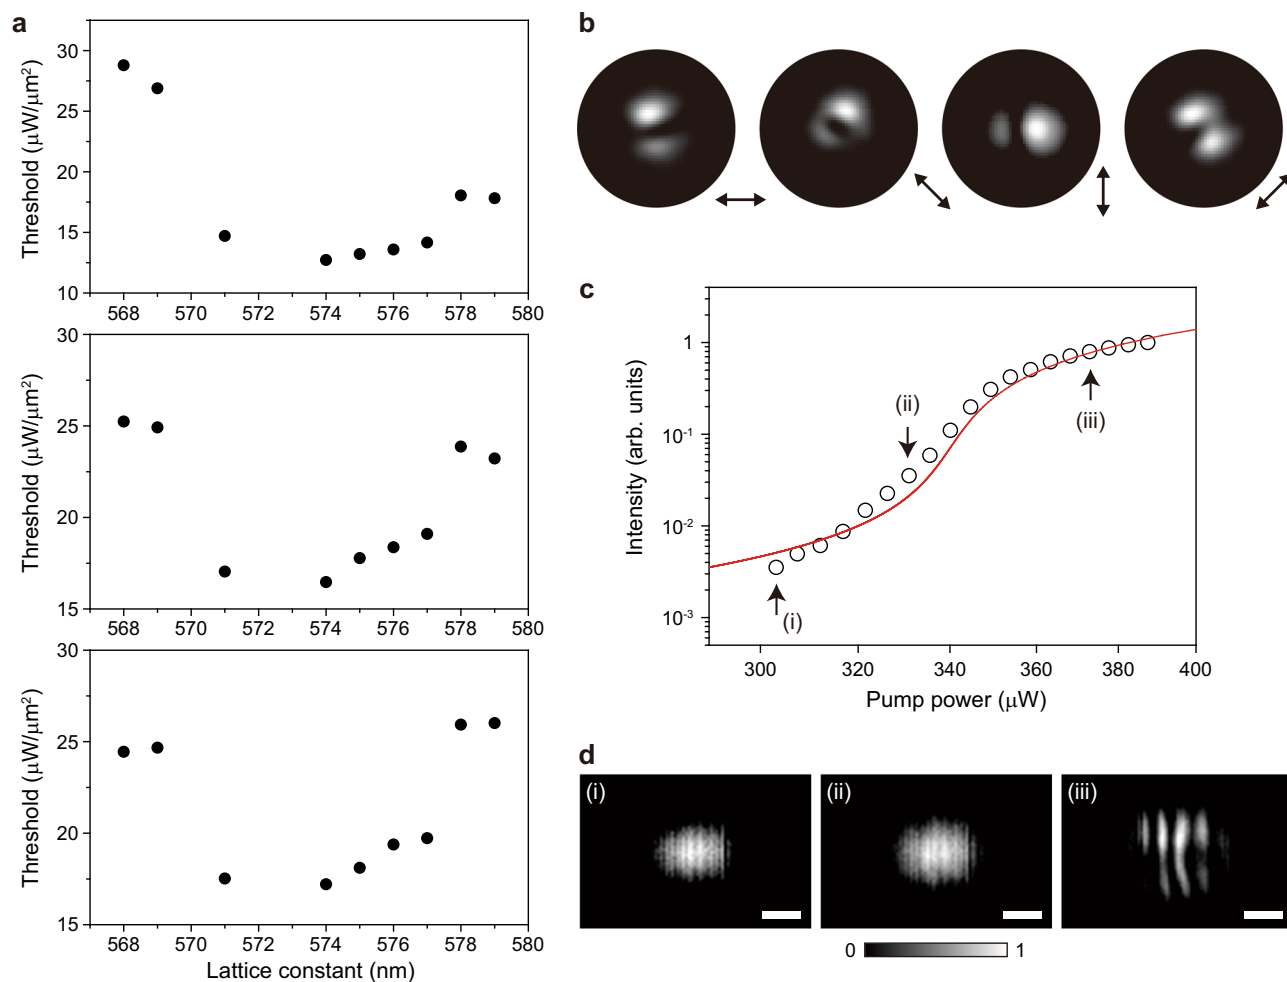 a
Threshold (μW/μm²)
30
25
20
15
10
568 570 572 574 576 578 580
Threshold (μW/μm²)
30
25
20
15
568 570 572 574 576 578 580
Threshold (μW/μm²)
30
25
20
15
568 570 572 574 576 578 580
Lattice constant (nm)
b
c
Intensity (arb. units)
1
10⁻¹
10⁻²
10⁻³
(i)
(ii)
(iii)
300 320 340 360 380 400
Pump power (μW)
d
(i) (ii) (iii)
0 1